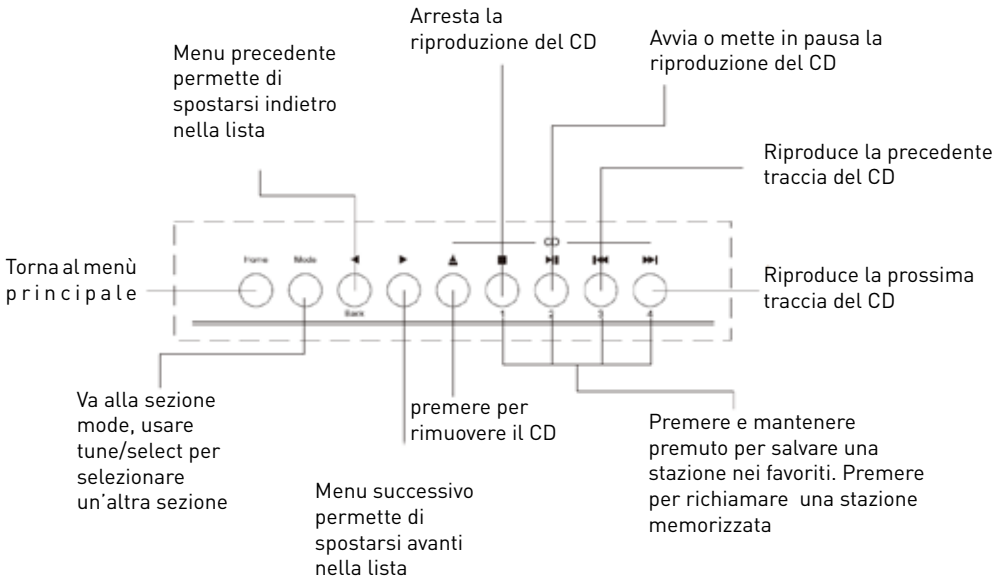 Arresta la
riproduzione del CD
Avvia o mette in pausa la
riproduzione del CD
Menu precedente
permette di
spostarsi indietro
nella lista
Riproduce la precedente
traccia del CD
CD
Home
Mode
Torna al menù
principale
Riproduce la prossima
traccia del CD
Back
1
2
3
4
Va alla sezione
mode, usare
tune/select per
selezionare
un’altra sezione
premere per
rimuovere il CD
Premere e mantenere
premuto per salvare una
stazione nei favoriti. Premere
per richiamare una stazione
memorizzata
Menu successivo
permette di
spostarsi avanti
nella lista